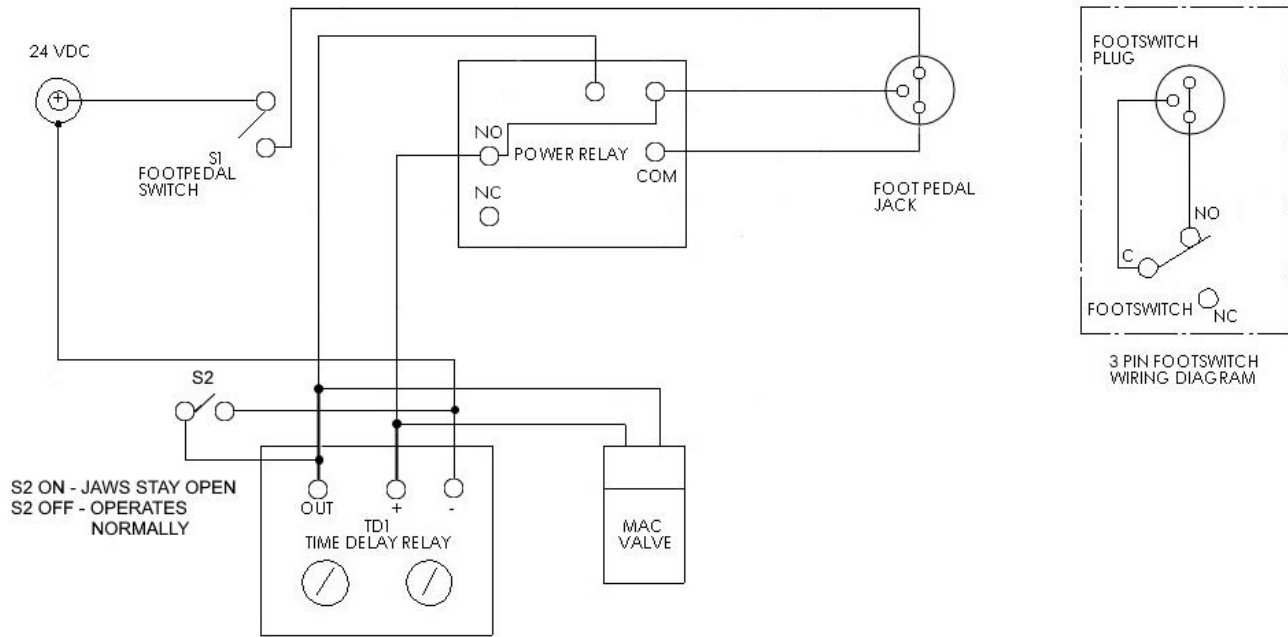 24 VDC
+
S1
FOOTPEDAL
SWITCH
NO
POWER RELAY
COM
NC
FOOT PEDAL
JACK
FOOTSWITCH
PLUG
NO
C
FOOTSWITCH
NC
3 PIN FOOTSWITCH
WIRING DIAGRAM
S2
S2 ON - JAWS STAY OPEN
S2 OFF - OPERATES
NORMALLY
OUT
+
-
TD1
TIME DELAY RELAY
MAC
VALVE